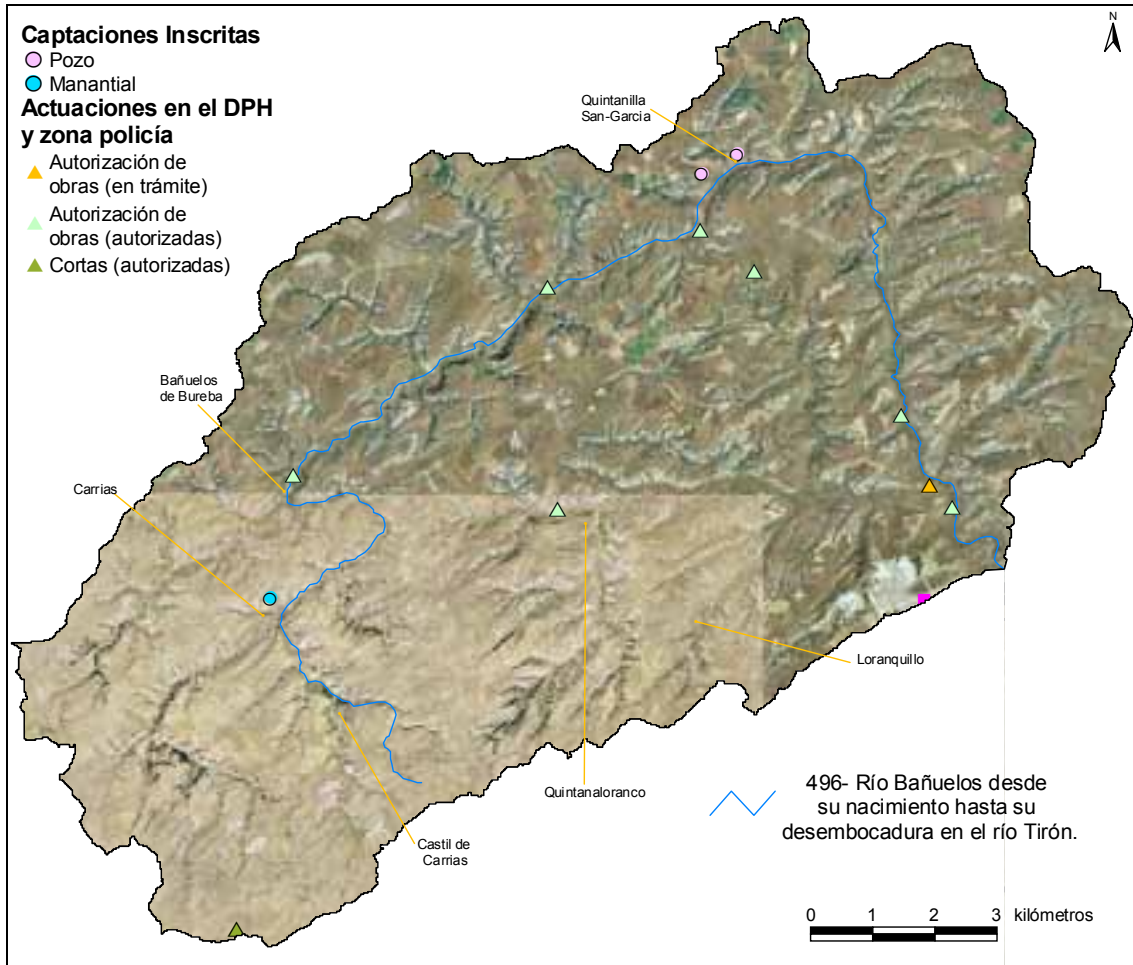 Captaciones Inscritas
Pozo
Manantial
Actuaciones en el DPH
y zona policía
Autorización de
obras (en trámite)
Autorización de
obras (autorizadas)
Cortas (autorizadas)
N
Quintanilla
San-Garcia
Bañuelos
de Bureba
Carrias
Loranquillo
Quintanaloranco
Castil de
Carrias
496- Río Bañuelos desde
su nacimiento hasta su
desembocadura en el río Tirón.
0 1 2 3 kilómetros